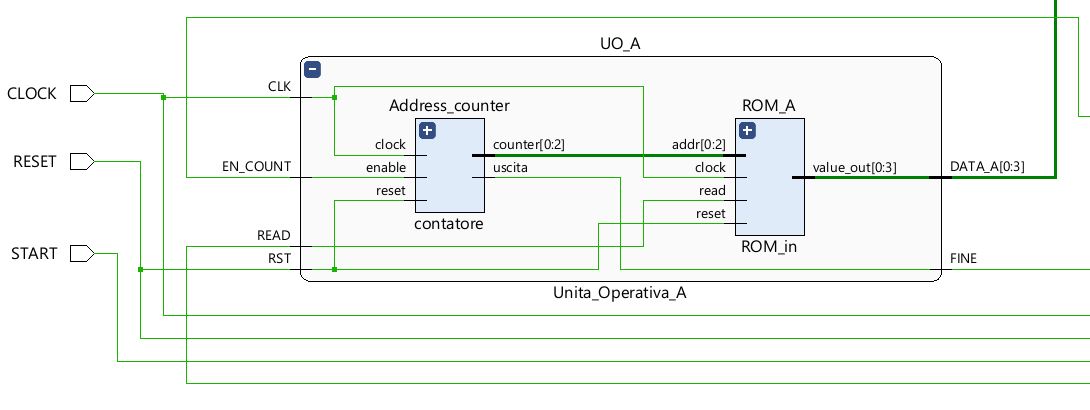 UO_A
CLOCK
CLK
Address_counter
ROM_A
clock
counter[0:2]
addr[0:2]
RESET
EN_COUNT
enable
uscita
clock
value_out[0:3]
DATA_A[0:3]
reset
read
reset
contatore
START
READ
ROM_in
RST
FINE
Unita_Operativa_A